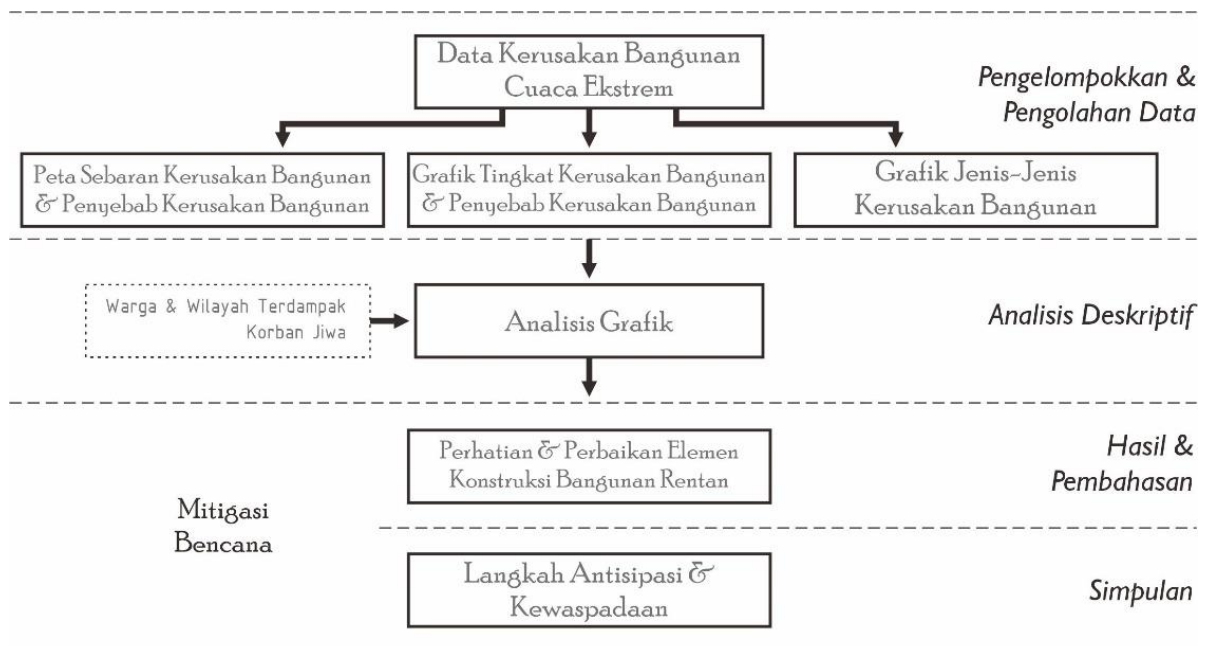 Data Kerusakan Bangunan
Cuaca Ekstrem
Pengelompokkan &
Pengolahan Data
Peta Sebaran Kerusakan Bangunan
& Penyebab Kerusakan Bangunan
Grafik Tingkat Kerusakan Bangunan
& Penyebab Kerusakan Bangunan
Grafik Jenis-Jenis
Kerusakan Bangunan
Warga & Wilayah Terdampak
Korban Jiwa
Analisis Grafik
Analisis Deskriptif
Perhatian & Perbaikan Elemen
Konstruksi Bangunan Rentan
Hasil &
Pembahasan
Mitigasi
Bencana
Langkah Antisipasi &
Kewaspadaan
Simpulan